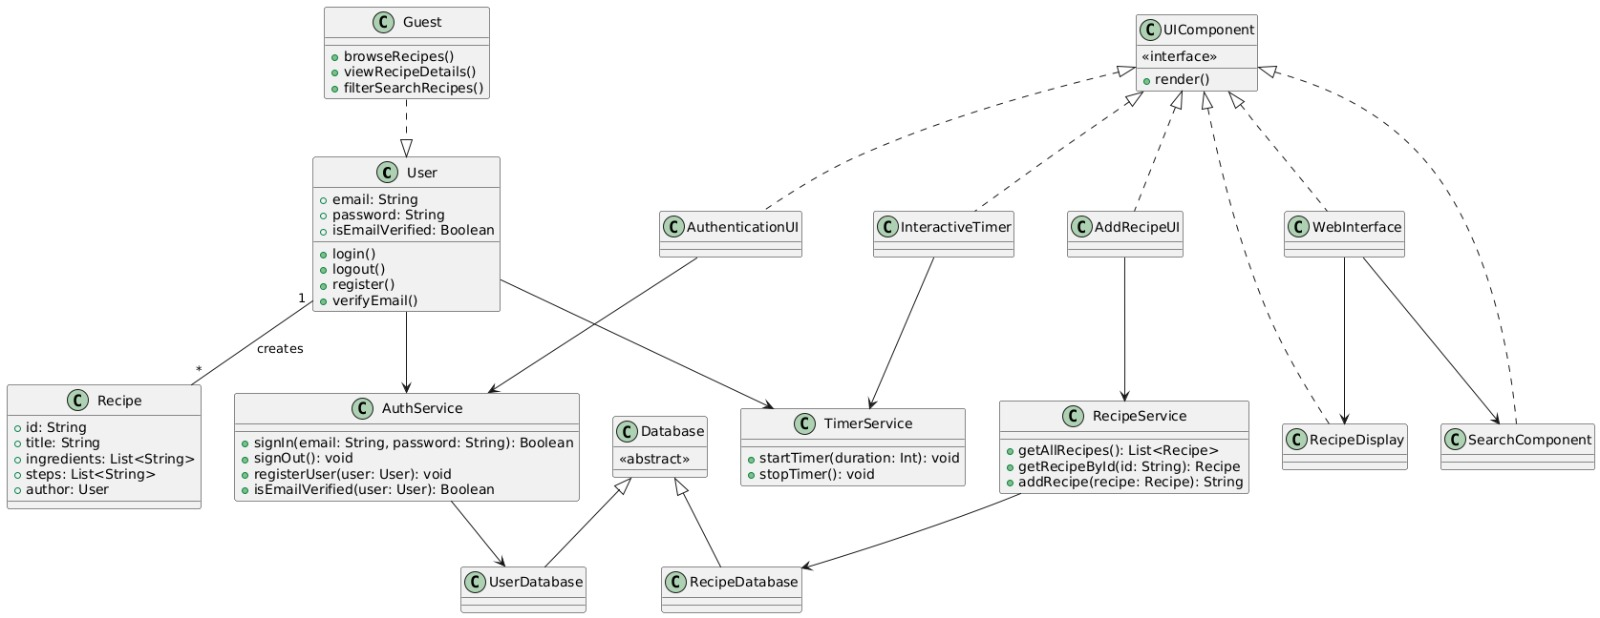 C Guest
browseRecipes()
viewRecipeDetails()
filterSearchRecipes()
C UIComponent
«interface»
render()
C User
email: String
password: String
isEmailVerified: Boolean
login()
logout()
register()
verifyEmail()
C AuthenticationUI
C InteractiveTimer
C AddRecipeUI
C WebInterface
1
creates
*
C Recipe
id: String
title: String
ingredients: List<String>
steps: List<String>
author: User
C AuthService
signIn(email: String, password: String): Boolean
signOut(): void
registerUser(user: User): void
isEmailVerified(user: User): Boolean
C Database
«abstract»
C TimerService
startTimer(duration: Int): void
stopTimer(): void
C RecipeService
getAllRecipes(): List<Recipe>
getRecipeById(id: String): Recipe
addRecipe(recipe: Recipe): String
C RecipeDisplay
C SearchComponent
C UserDatabase
C RecipeDatabase